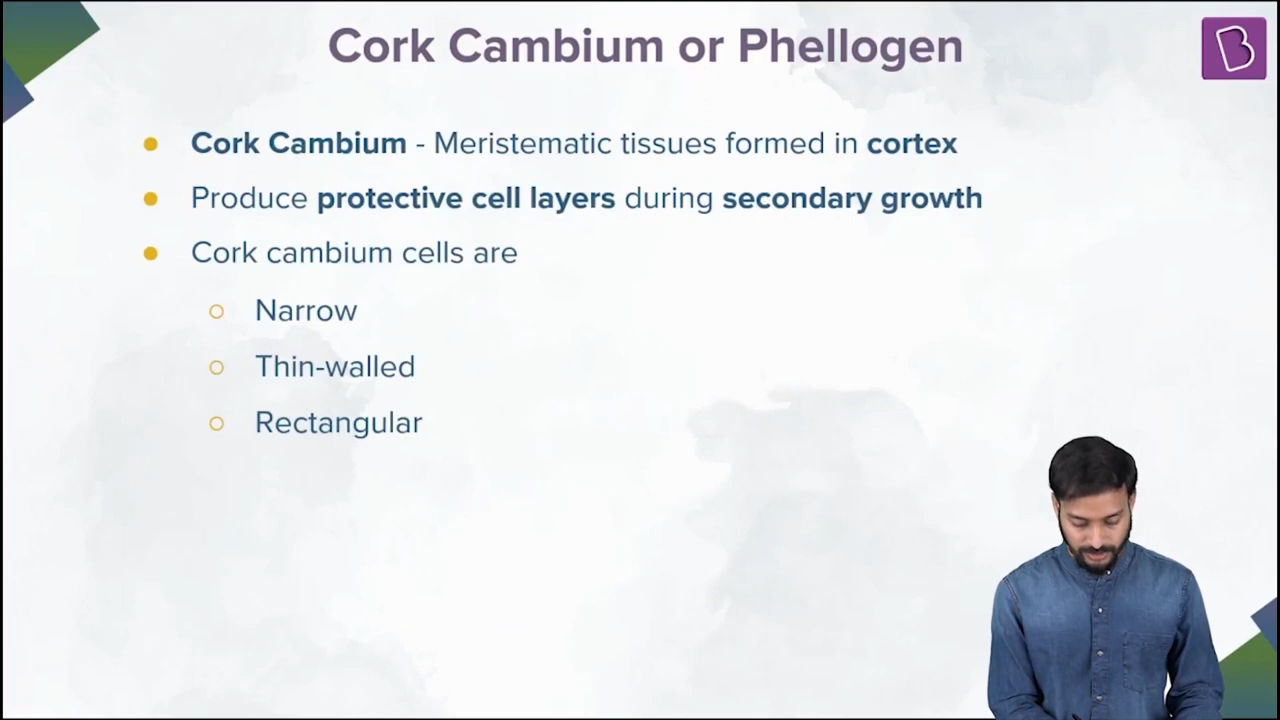 Cork Cambium or Phellogen
Cork Cambium - Meristematic tissues formed in cortex
Produce protective cell layers during secondary growth
Cork cambium cells are
Narrow
Thin-walled
Rectangular